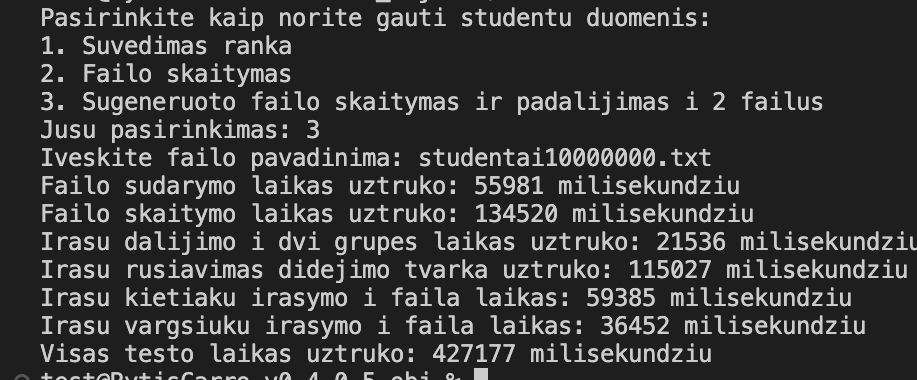 Pasirinkite kaip norite gauti studentu duomenis:
1. Suvedimas ranka
2. Failo skaitymas
3. Sugeneruoto failo skaitymas ir padalijimas i 2 failus
Jusu pasirinkimas: 3
Iveskite failo pavadinima: studentai10000000.txt
Failo sudarymo laikas uztruko: 55981 milisekundziu
Failo skaitymo laikas uztruko: 134520 milisekundziu
Irasu dalijimo i dvi grupes laikas uztruko: 21536 milisekundziu
Irasu rusiavimas didejimo tvarka uztruko: 115027 milisekundziu
Irasu kietiaku irasymo i faila laikas: 59385 milisekundziu
Irasu vargsiuku irasymo i faila laikas: 36452 milisekundziu
Visas testo laikas uztruko: 427177 milisekundziu